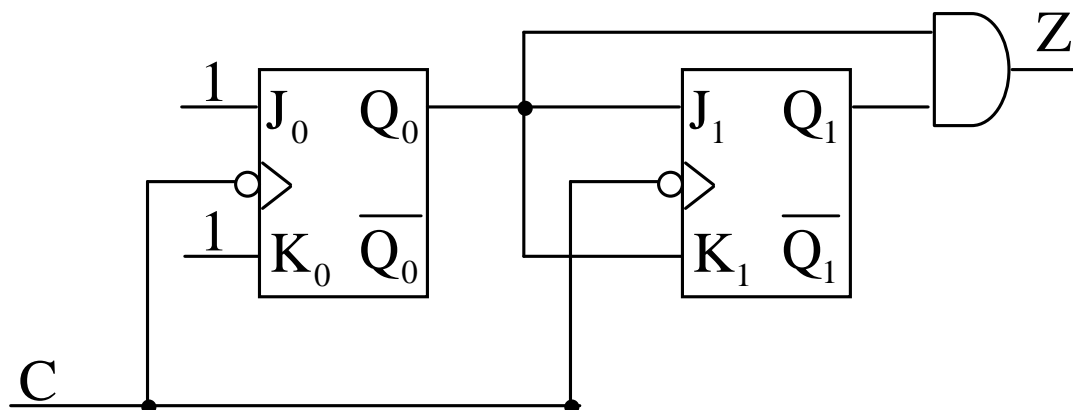 Z
1 J₀ Q₀ J₁ Q₁
1 K₀ Q̅₀̅ K₁ Q̅₁̅
C